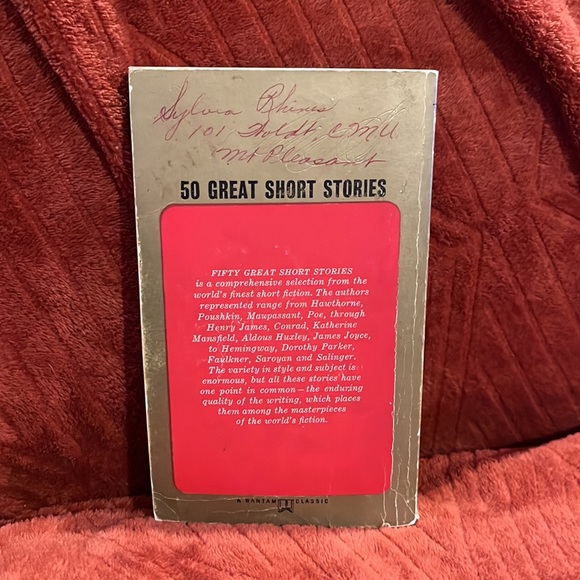 Sylvia Rhines
101 Woldt, CMU
Mt Pleasant
50 GREAT SHORT STORIES
FIFTY GREAT SHORT STORIES
is a comprehensive selection from the
world's finest short fiction. The authors
represented range from Hawthorne,
Poushkin, Maupassant, Poe, through
Henry James, Conrad, Katherine
Mansfield, Aldous Huxley, James Joyce,
to Hemingway, Dorothy Parker,
Faulkner, Saroyan and Salinger.
The variety in style and subject is
enormous, but all these stories have
one point in common—the enduring
quality of the writing, which places
them among the masterpieces
of the world's fiction.
A BANTAM CLASSIC